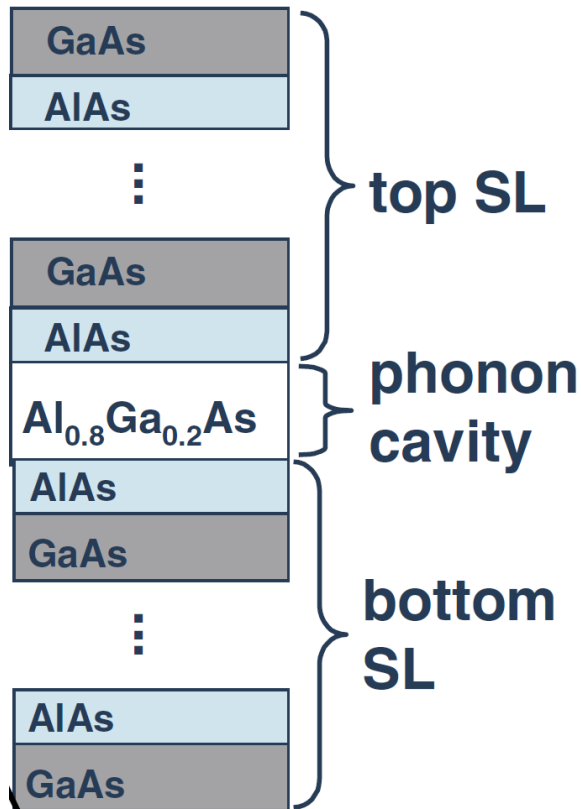 GaAs
AlAs
⋮
top SL
GaAs
AlAs
Al0.8Ga0.2As
phonon
cavity
AlAs
GaAs
⋮
bottom
SL
AlAs
GaAs